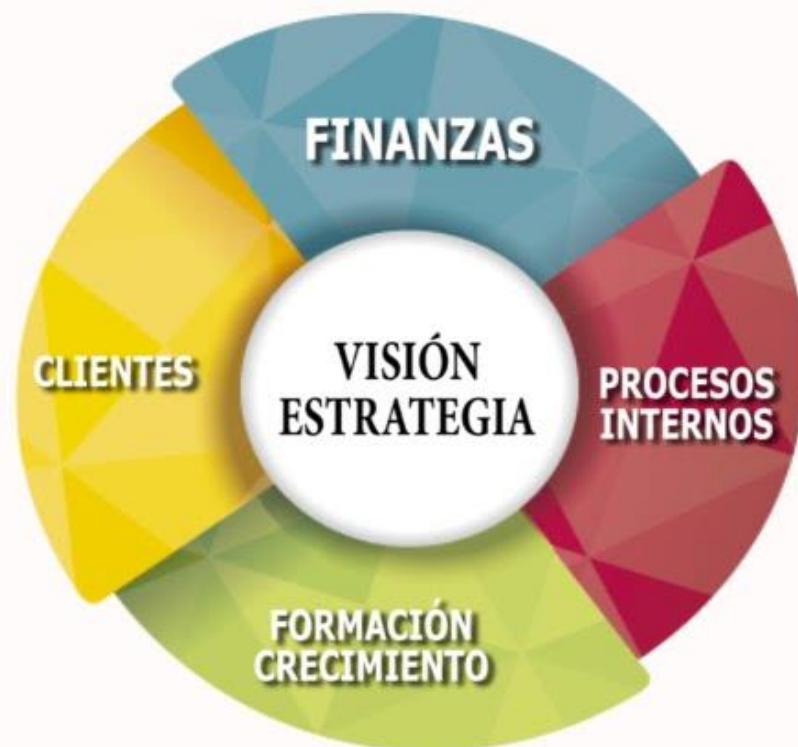 FINANZAS
CLIENTES
VISIÓN
ESTRATEGIA
PROCESOS
INTERNOS
FORMACIÓN
CRECIMIENTO